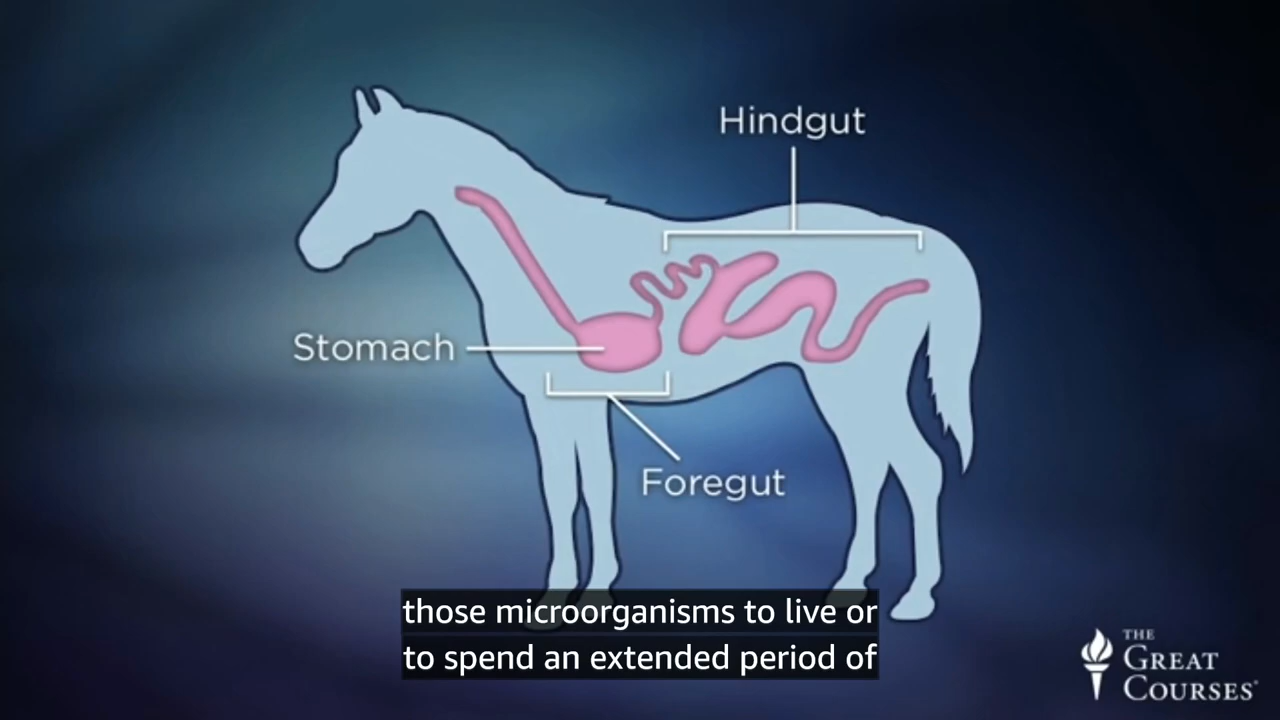 Hindgut
Stomach
Foregut
those microorganisms to live or
to spend an extended period of
THE
GREAT
COURSES®